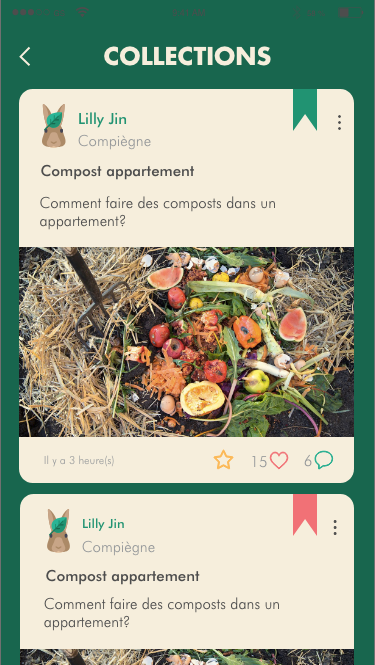 COLLECTIONS
Lilly Jin
Compiègne
Compost appartement
Comment faire des composts dans un
appartement?
Il y a 3 heure(s)
15
6
Lilly Jin
Compiègne
Compost appartement
Comment faire des composts dans un
appartement?